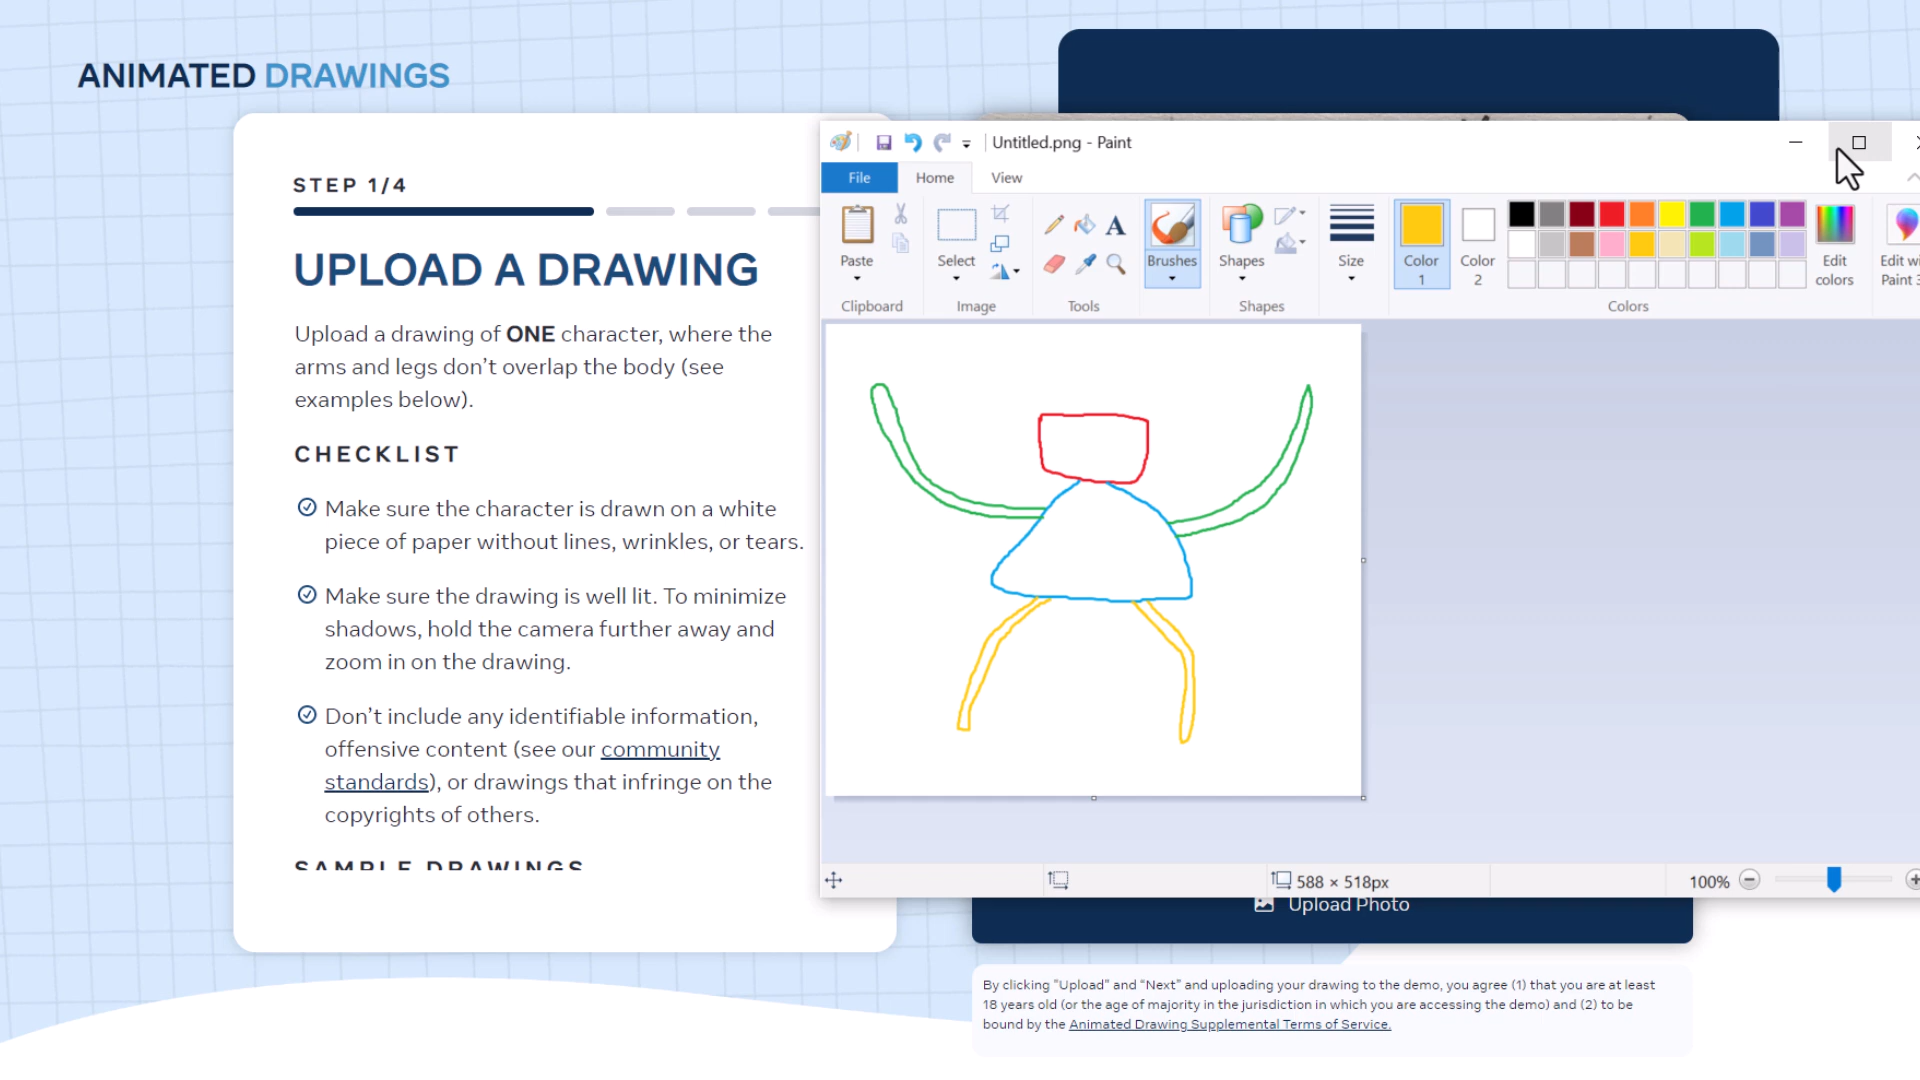 ANIMATED DRAWINGS
STEP 1/4
UPLOAD A DRAWING
Upload a drawing of ONE character, where the
arms and legs don’t overlap the body (see
examples below).
CHECKLIST
Make sure the character is drawn on a white
piece of paper without lines, wrinkles, or tears.
Make sure the drawing is well lit. To minimize
shadows, hold the camera further away and
zoom in on the drawing.
Don’t include any identifiable information,
offensive content (see our community
standards), or drawings that infringe on the
copyrights of others.
SAMPLE DRAWINGS
Untitled.png - Paint
File Home View
Paste
Select
Brushes
Shapes
Size
Color
1
Color
2
Edit
colors
Edit wi
Paint 3
Clipboard
Image
Tools
Shapes
Colors
588 × 518px
100%
Upload Photo
By clicking "Upload" and "Next" and uploading your drawing to the demo, you agree (1) that you are at least
18 years old (or the age of majority in the jurisdiction in which you are accessing the demo) and (2) to be
bound by the Animated Drawing Supplemental Terms of Service.